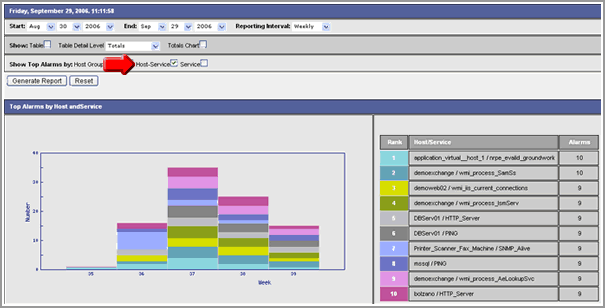 Friday, September 29, 2006. 11:11:58
Start: Aug 30 2006 End: Sep 29 2006 Reporting Interval: Weekly
Show: Table Table Detail Level Totals Totals Chart
Show Top Alarms by: Host Group Host-Service Service
Generate Report Reset
Top Alarms by Host andService
Number
40
30
20
10
0
35 36 37 38 39
Week
Rank Host/Service Alarms
1 application_virtual__host_1 / nrpe_evalid_groundwork 10
2 demoexchange / wmi_process_SamSs 10
3 demoweb02 / wmi_iis_current_connections 9
4 demoexchange / wmi_process_IsmServ 9
5 DBServ01 / HTTP_Server 9
6 DBServ01 / PING 9
7 Printer_Scanner_Fax_Machine / SNMP_Alive 9
8 mssql / PING 9
9 demoexchange / wmi_process_AeLookupSvc 9
10 bolzano / HTTP_Server 9